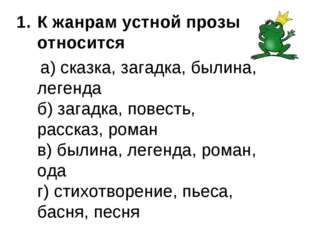 1. К жанрам устной прозы
относится
а) сказка, загадка, былина,
легенда
б) загадка, повесть,
рассказ, роман
в) былина, легенда, роман,
ода
г) стихотворение, пьеса,
басня, песня